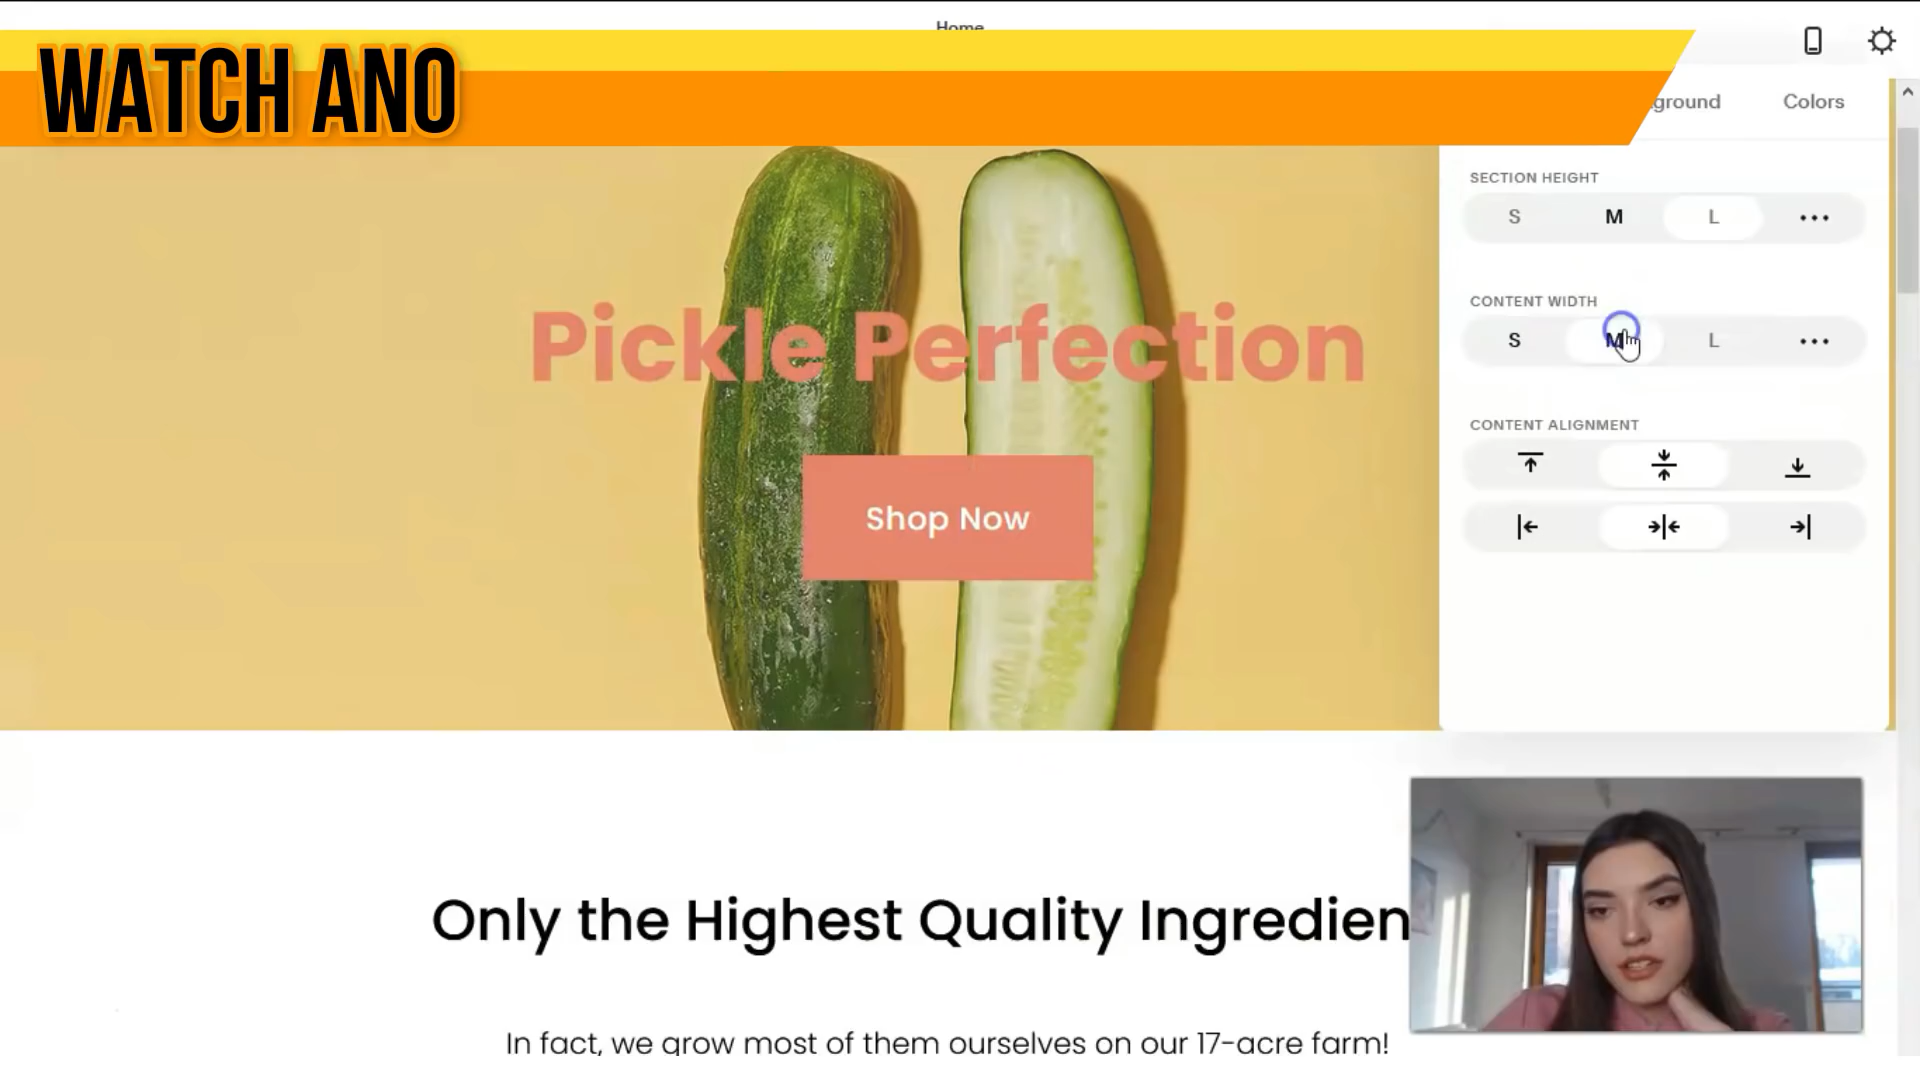 Home
WATCH ANO
ground
Colors
SECTION HEIGHT
S M L
Pickle Perfection
CONTENT WIDTH
S M L
CONTENT ALIGNMENT
Shop Now
Only the Highest Quality Ingredien
In fact, we grow most of them ourselves on our 17-acre farm!